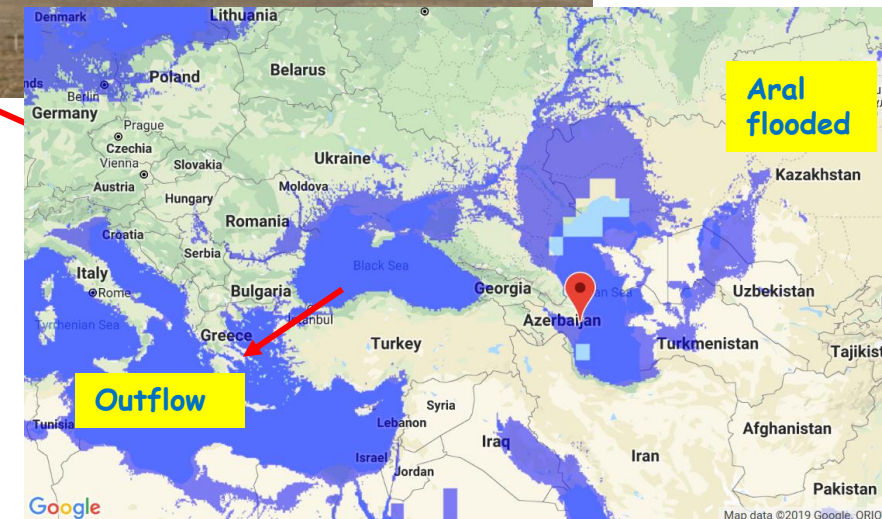 Denmark
Lithuania
nds
Berlin
Poland
Belarus
Germany
Prague
Czechia
Vienna
Slovakia
Ukraine
Austria
Hungary
Moldova
Croatia
Romania
Serbia
Italy
Rome
Black Sea
Bulgaria
Georgia
Tyrrhenian Sea
Greece
Turkey
Azerbaijan
Turkmenistan
Uzbekistan
Kazakhstan
Tajikist
Aral
flooded
Outflow
Tunisia
Syria
Lebanon
Iraq
Israel
Jordan
Iran
Afghanistan
Pakistan
Google
Map data ©2019 Google, ORIO